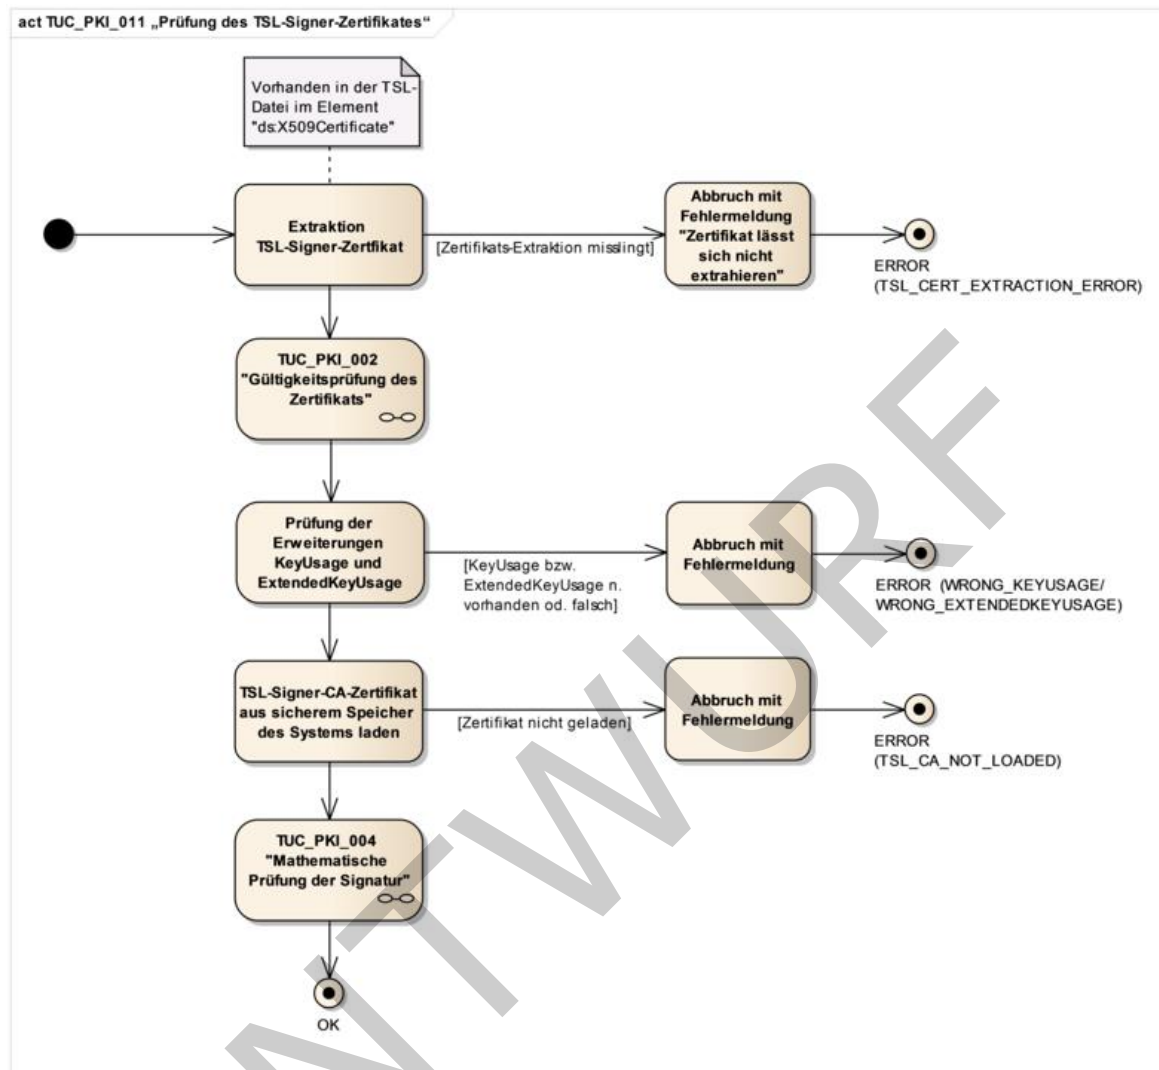 act TUC_PKI_011 „Prüfung des TSL-Signer-Zertifikates“
Vorhanden in der TSL-
Datei im Element
"ds:X509Certificate"
Extraktion
TSL-Signer-Zertfikat
[Zertifikats-Extraktion misslingt]
Abbruch mit
Fehlermeldung
"Zertifikat lässt
sich nicht
extrahieren"
ERROR
(TSL_CERT_EXTRACTION_ERROR)
TUC_PKI_002
"Gültigkeitsprüfung des
Zertifikats"
Prüfung der
Erweiterungen
KeyUsage und
ExtendedKeyUsage
[KeyUsage bzw.
ExtendedKeyUsage n.
vorhanden od. falsch]
Abbruch mit
Fehlermeldung
ERROR (WRONG_KEYUSAGE/
WRONG_EXTENDEDKEYUSAGE)
TSL-Signer-CA-Zertifikat
aus sicherem Speicher
des Systems laden
[Zertifikat nicht geladen]
Abbruch mit
Fehlermeldung
ERROR
(TSL_CA_NOT_LOADED)
TUC_PKI_004
"Mathematische
Prüfung der Signatur"
OK
NTWURF